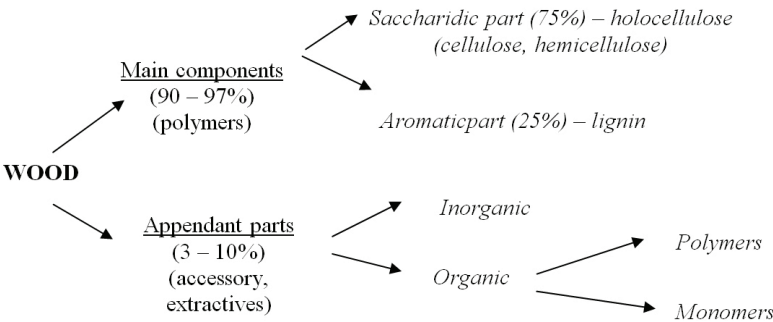 Saccharidic part (75%) – holocellulose
(cellulose, hemicellulose)
Main components
(90 – 97%)
(polymers)
Aromaticpart (25%) – lignin
WOOD
Appendant parts
(3 – 10%)
(accessory,
extractives)
Inorganic
Organic
Polymers
Monomers